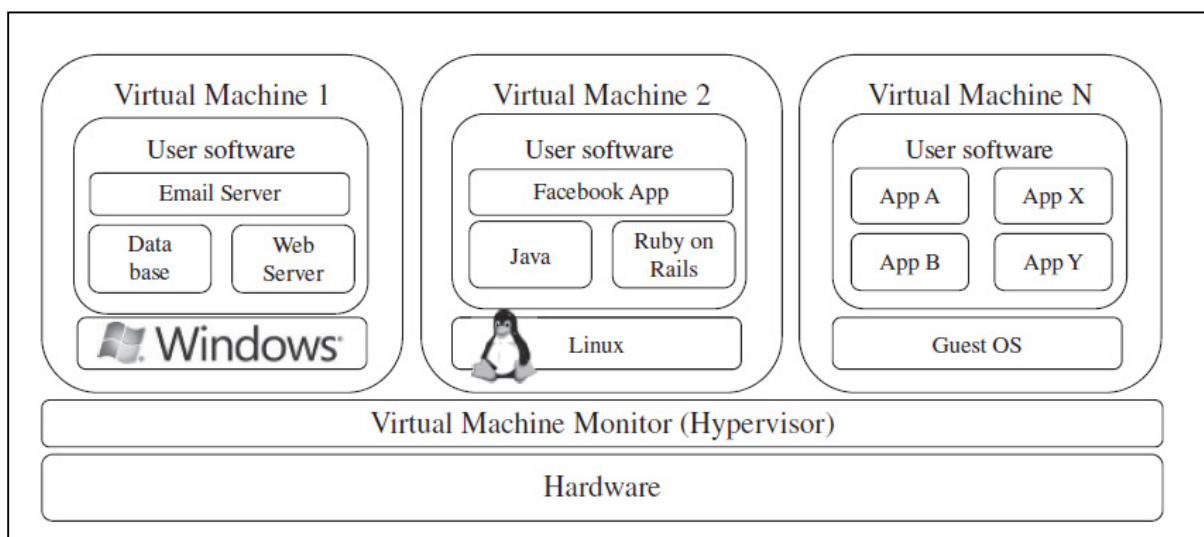 Virtual Machine 1
User software
Email Server
Data
base
Web
Server
Windows
Virtual Machine 2
User software
Facebook App
Java
Ruby on
Rails
Linux
Virtual Machine N
User software
App A
App X
App B
App Y
Guest OS
Virtual Machine Monitor (Hypervisor)
Hardware